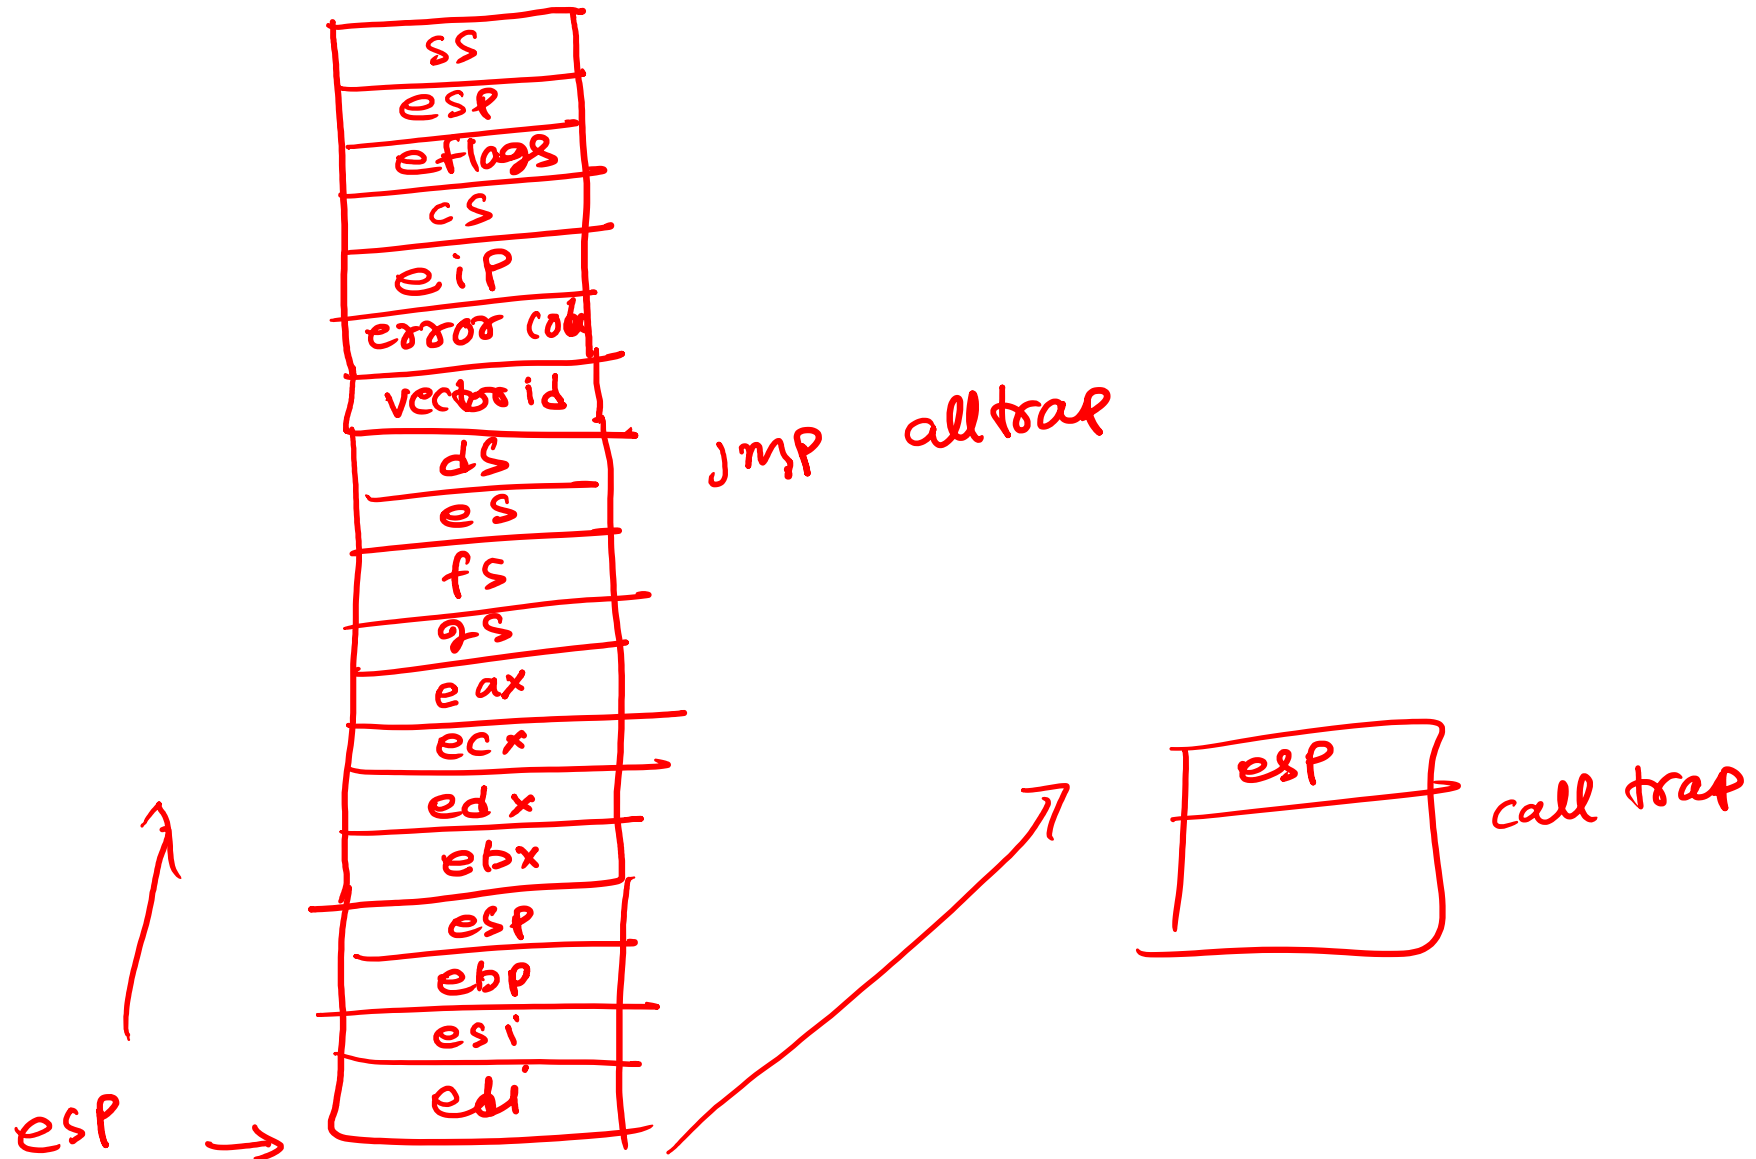 ss
esp
eflags
cs
eip
error code
vector id
ds
es
fs
gs
eax
ecx
edx
ebx
esp
ebp
esi
edi
esp
jmp alltrap
esp
call trap